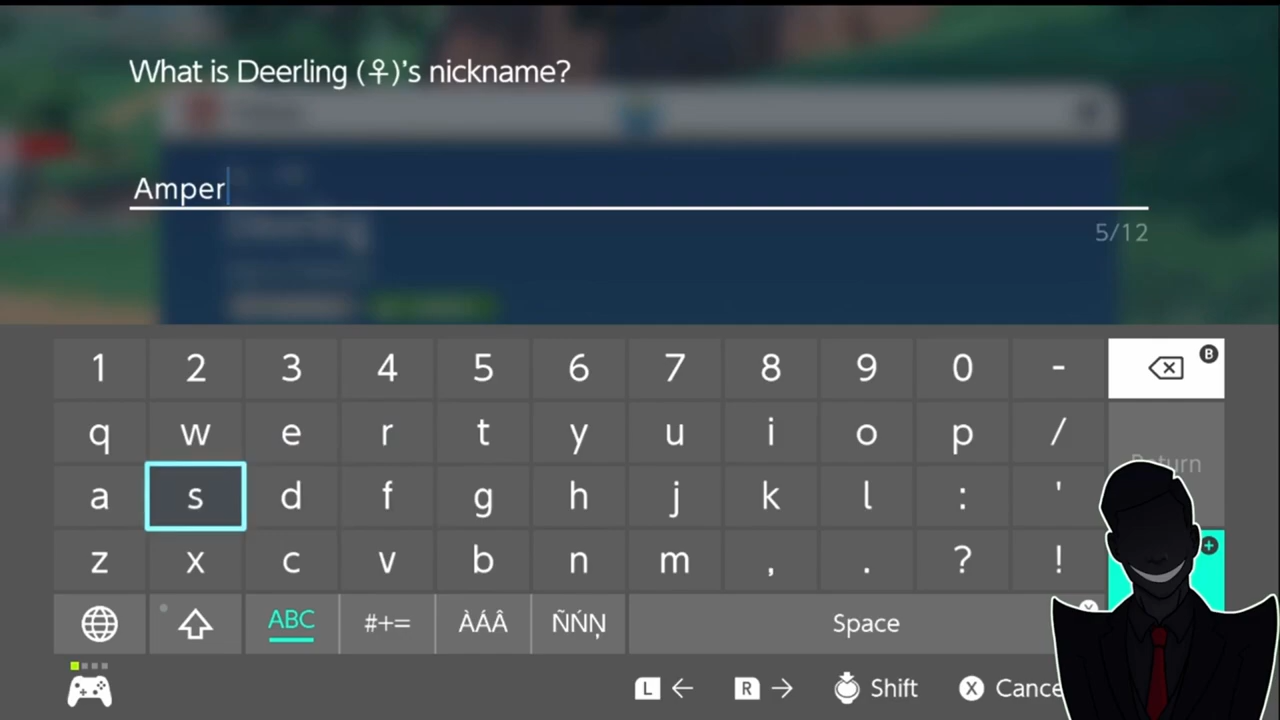 What is Deerling (♀)'s nickname?
Amper
5/12
1 2 3 4 5 6 7 8 9 0 - B
q w e r t y u i o p /
Return
a s d f g h j k l : '
+
z x c v b n m , . ? !
ABC #+= ÀÁÂ ÑŃŅ Space Y
L ← R → Shift X Cance